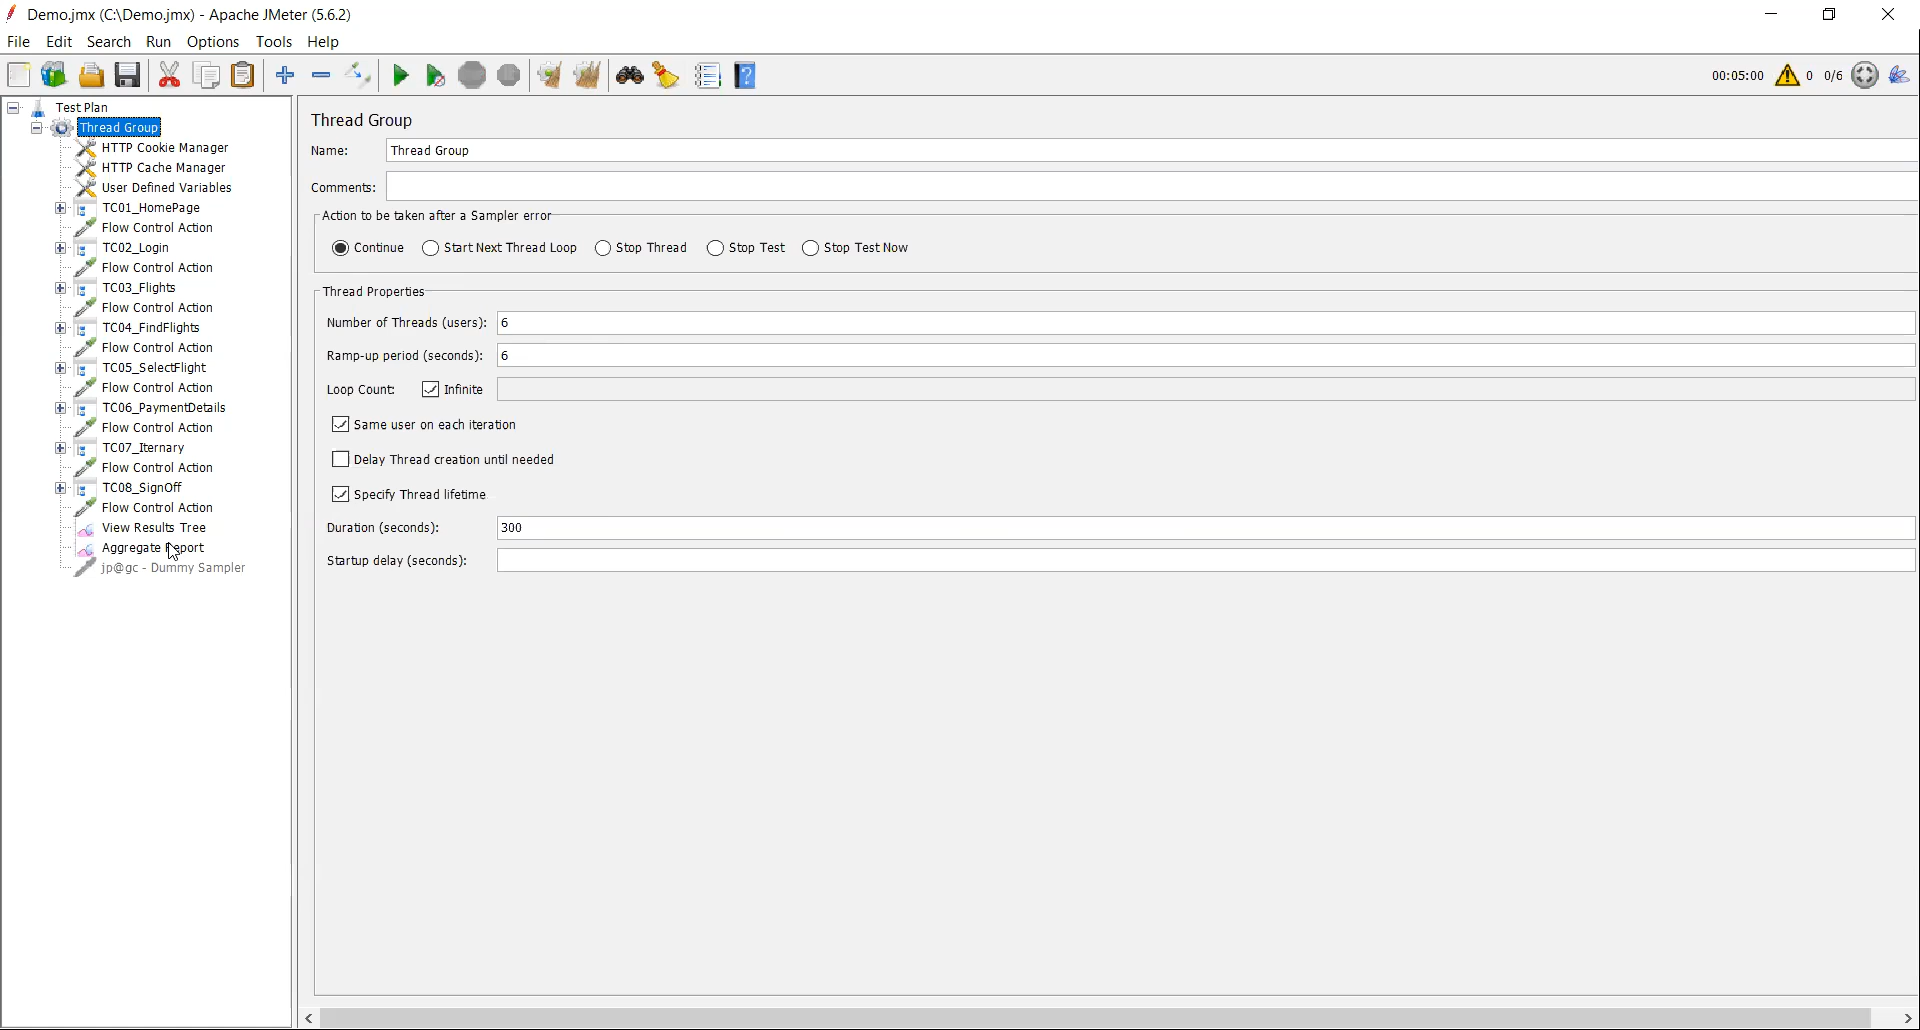 Demo.jmx (C:\Demo.jmx) - Apache JMeter (5.6.2)
File Edit Search Run Options Tools Help
00:05:00 0 0/6
Test Plan
Thread Group
HTTP Cookie Manager
HTTP Cache Manager
User Defined Variables
TC01_HomePage
Flow Control Action
TC02_Login
Flow Control Action
TC03_Flights
Flow Control Action
TC04_FindFlights
Flow Control Action
TC05_SelectFlight
Flow Control Action
TC06_PaymentDetails
Flow Control Action
TC07_Iternary
Flow Control Action
TC08_SignOff
Flow Control Action
View Results Tree
Aggregate Report
jp@gc - Dummy Sampler
Thread Group
Name: Thread Group
Comments:
Action to be taken after a Sampler error
Continue Start Next Thread Loop Stop Thread Stop Test Stop Test Now
Thread Properties
Number of Threads (users): 6
Ramp-up period (seconds): 6
Loop Count: Infinite
Same user on each iteration
Delay Thread creation until needed
Specify Thread lifetime
Duration (seconds): 300
Startup delay (seconds):